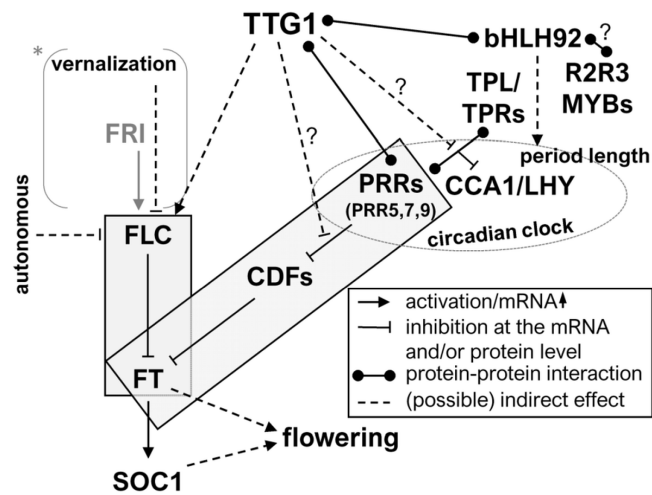 TTG1
bHLH92
?
*
vernalization
TPL/
TPRs
R2R3
MYBs
?
FRI
?
period length
PRRs
(PRR5,7,9)
CCA1/LHY
circadian clock
autonomous
FLC
CDFs
activation/mRNA
inhibition at the mRNA
and/or protein level
protein-protein interaction
(possible) indirect effect
FT
flowering
SOC1